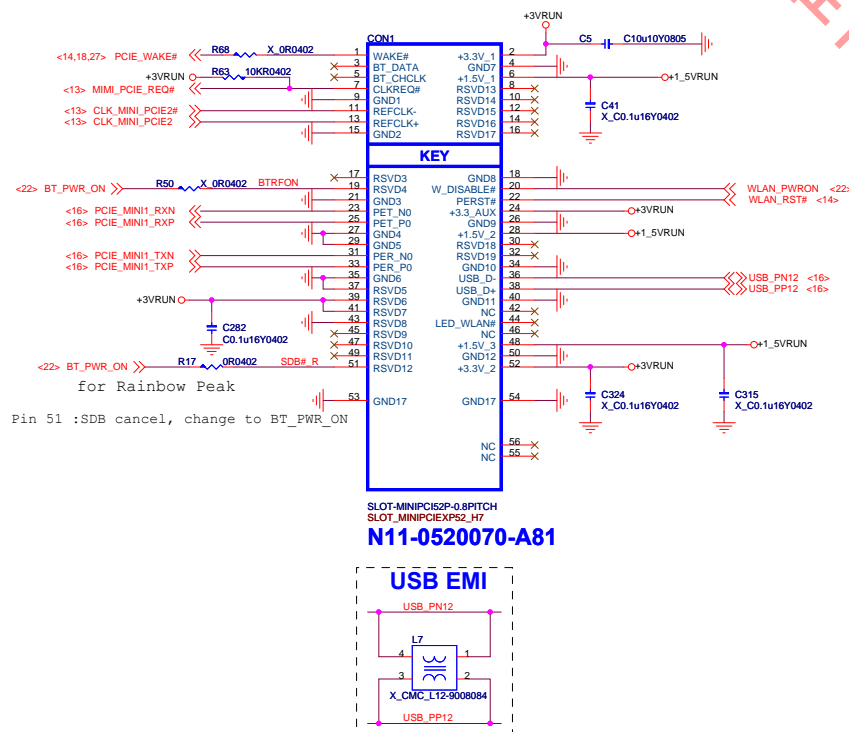 +3VRUN
CON1
C5 C10u10Y0805
<14,18,27> PCIE_WAKE# R68 X_0R0402 1 WAKE# +3.3V_1 2
3 BT_DATA GND7 4
+3VRUN R63 10KR0402 5 BT_CHCLK +1.5V_1 6 +1_5VRUN
<13> MIMI_PCIE_REQ# 7 CLKREQ# RSVD13 8
9 GND1 RSVD14 10
<13> CLK_MINI_PCIE2# 11 REFCLK- RSVD15 12
<13> CLK_MINI_PCIE2 13 REFCLK+ RSVD16 14
15 GND2 RSVD17 16
C41
X_C0.1u16Y0402
KEY
17 RSVD3 GND8 18
<22> BT_PWR_ON R50 X_0R0402 BTRFON 19 RSVD4 W_DISABLE# 20 WLAN_PWRON <22>
21 GND3 PERST# 22 WLAN_RST# <14>
<16> PCIE_MINI1_RXN 23 PET_N0 +3.3_AUX 24 +3VRUN
<16> PCIE_MINI1_RXP 25 PET_P0 GND9 26
27 GND4 +1.5V_2 28 +1_5VRUN
29 GND5 RSVD18 30
<16> PCIE_MINI1_TXN 31 PER_N0 RSVD19 32
<16> PCIE_MINI1_TXP 33 PER_P0 GND10 34
35 GND6 USB_D- 36 USB_PN12 <16>
37 RSVD5 USB_D+ 38 USB_PP12 <16>
+3VRUN 39 RSVD6 GND11 40
41 RSVD7 NC 42
43 RSVD8 LED_WLAN# 44
45 RSVD9 NC 46
47 RSVD10 +1.5V_3 48 +1_5VRUN
49 RSVD11 GND12 50
<22> BT_PWR_ON R17 0R0402 SDB#_R 51 RSVD12 +3.3V_2 52 +3VRUN
C282
C0.1u16Y0402
for Rainbow Peak
53 GND17 GND17 54
C324
X_C0.1u16Y0402
C315
X_C0.1u16Y0402
Pin 51 :SDB cancel, change to BT_PWR_ON
NC 56
NC 55
SLOT-MINIPCI52P-0.8PITCH
SLOT_MINIPCIEXP52_H7
N11-0520070-A81
USB EMI
USB_PN12
L7
4 1
3 2
X_CMC_L12-9008084
USB_PP12